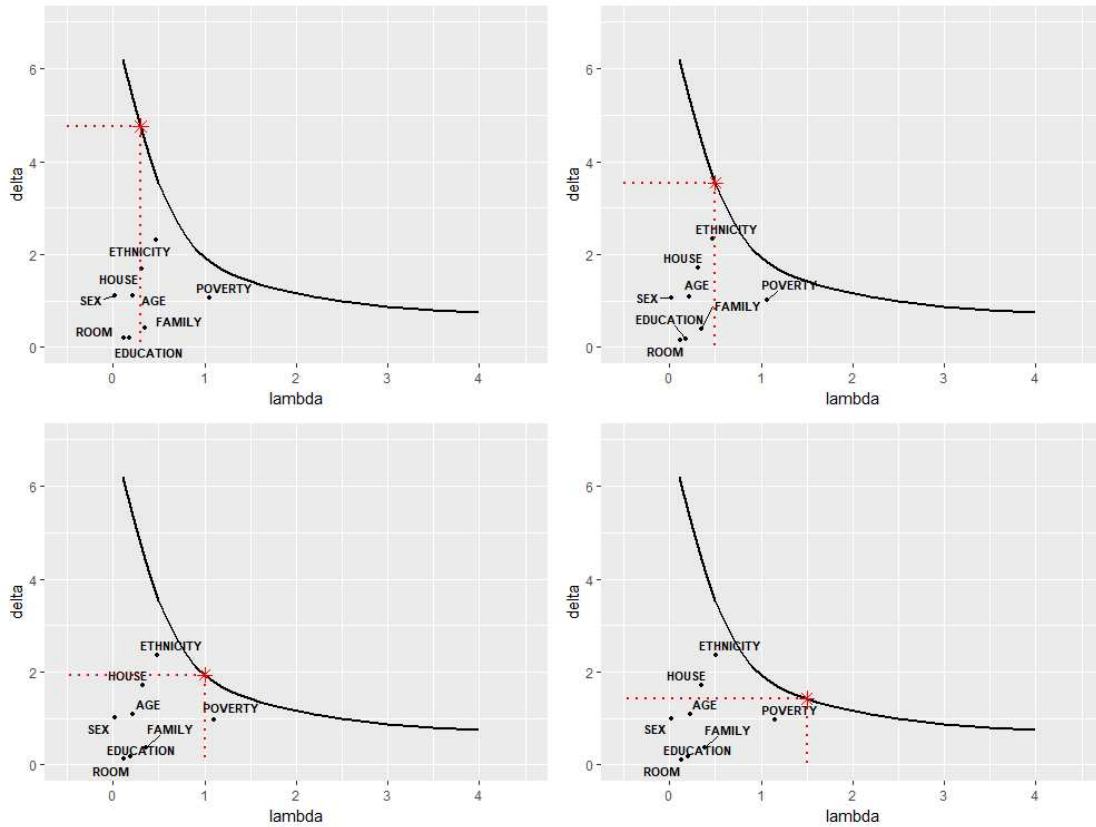 6
4
2
0
delta
ETHNICITY
HOUSE
POVERTY
SEX
AGE
ROOM
FAMILY
EDUCATION
0 1 2 3 4
lambda
6
4
2
0
delta
ETHNICITY
HOUSE
AGE
POVERTY
SEX
FAMILY
EDUCATION
ROOM
0 1 2 3 4
lambda
6
4
2
0
delta
ETHNICITY
HOUSE
AGE
POVERTY
SEX
FAMILY
EDUCATION
ROOM
0 1 2 3 4
lambda
6
4
2
0
delta
ETHNICITY
HOUSE
AGE
POVERTY
SEX
FAMILY
EDUCATION
ROOM
0 1 2 3 4
lambda